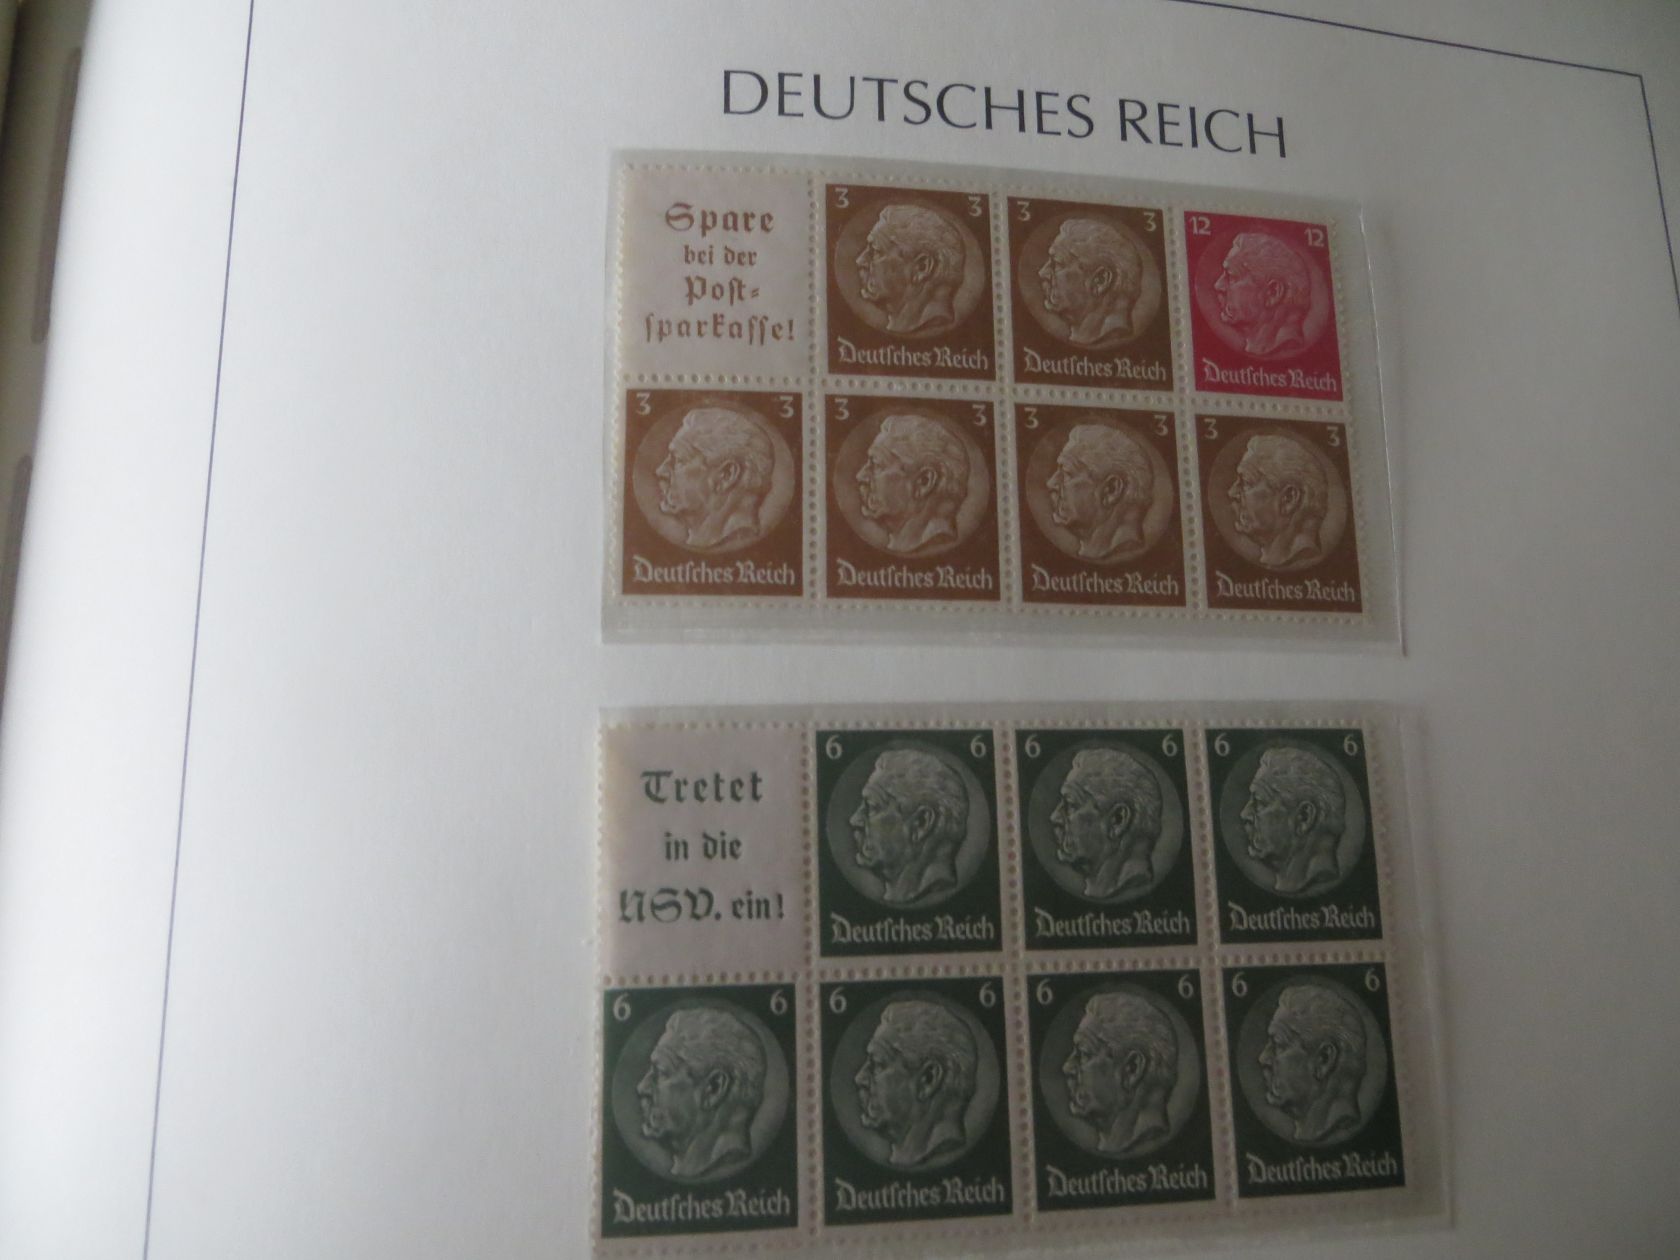 DEUTSCHES REICH
Spare
bei der
Post-
sparkasse!
3 3
Deutsches Reich
3 3
Deutsches Reich
12 12
Deutsches Reich
3 3
Deutsches Reich
3 3
Deutsches Reich
3 3
Deutsches Reich
3 3
Deutsches Reich
Tretet
in die
NSV. ein!
6 6
Deutsches Reich
6 6
Deutsches Reich
6 6
Deutsches Reich
6 6
Deutsches Reich
6 6
Deutsches Reich
6 6
Deutsches Reich
6 6
Deutsches Reich